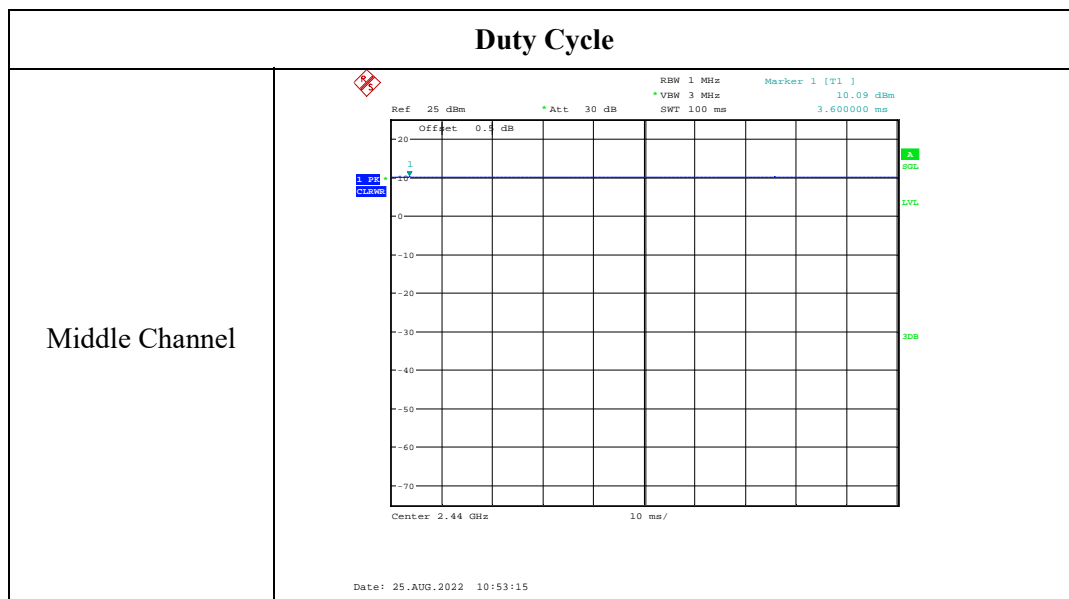 Duty Cycle
Middle Channel
R S
RBW 1 MHz Marker 1 [T1 ]
* VBW 3 MHz 10.09 dBm
Ref 25 dBm * Att 30 dB SWT 100 ms 3.600000 ms
Offset 0.5 dB
20
A
SGL
1
1 PK *
10
CLRWR
LVL
0
-10
-20
-30
3DB
-40
-50
-60
-70
Center 2.44 GHz 10 ms/
Date: 25.AUG.2022 10:53:15